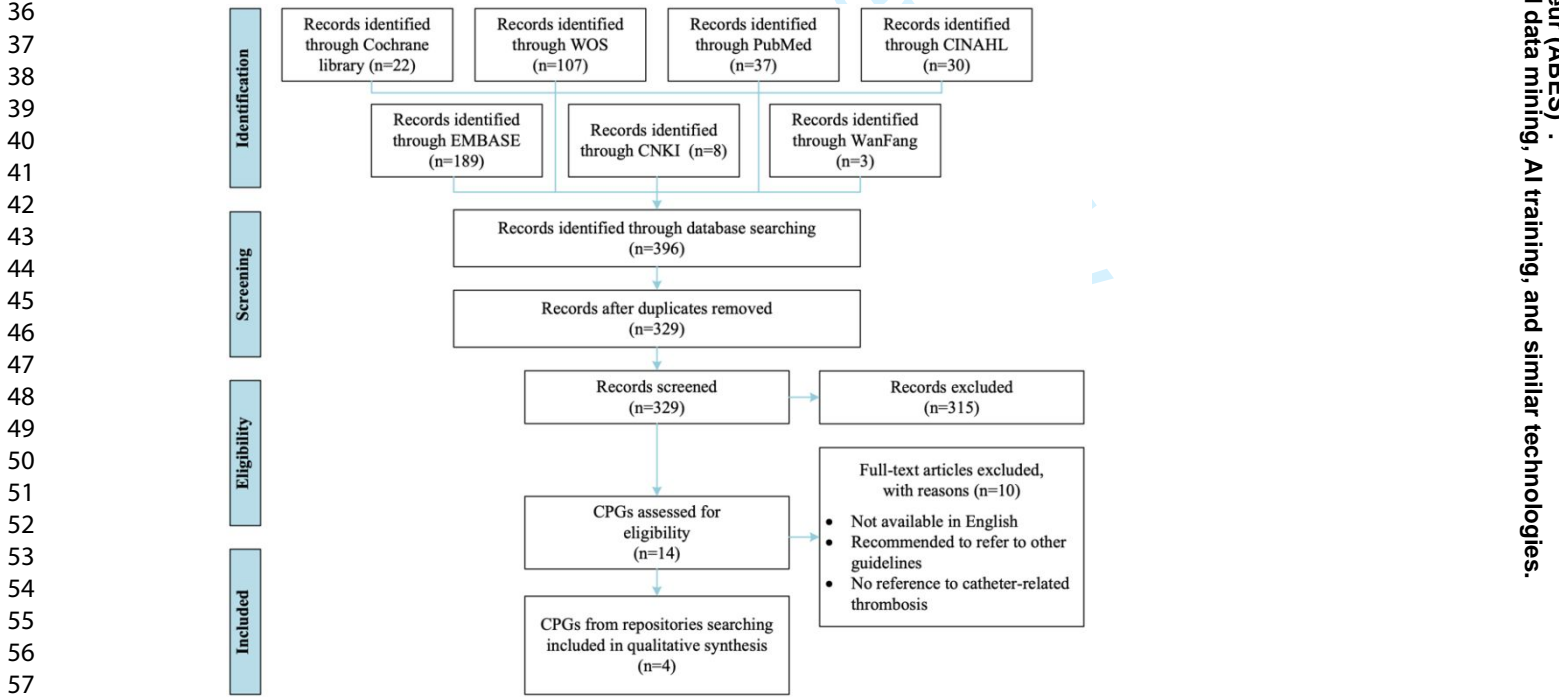 36
37
38
39
40
41
42
43
44
45
46
47
48
49
50
51
52
53
54
55
56
57
Identification
Records identified
through Cochrane
library (n=22)
Records identified
through WOS
(n=107)
Records identified
through PubMed
(n=37)
Records identified
through CINAHL
(n=30)
Records identified
through EMBASE
(n=189)
Records identified
through CNKI (n=8)
Records identified
through WanFang
(n=3)
Screening
Records identified through database searching
(n=396)
Records after duplicates removed
(n=329)
Eligibility
Records screened
(n=329)
Records excluded
(n=315)
CPGs assessed for
eligibility
(n=14)
Full-text articles excluded,
with reasons (n=10)
• Not available in English
• Recommended to refer to other
guidelines
• No reference to catheter-related
thrombosis
Included
CPGs from repositories searching
included in qualitative synthesis
(n=4)
(ABES) .
data mining, AI training, and similar technologies.